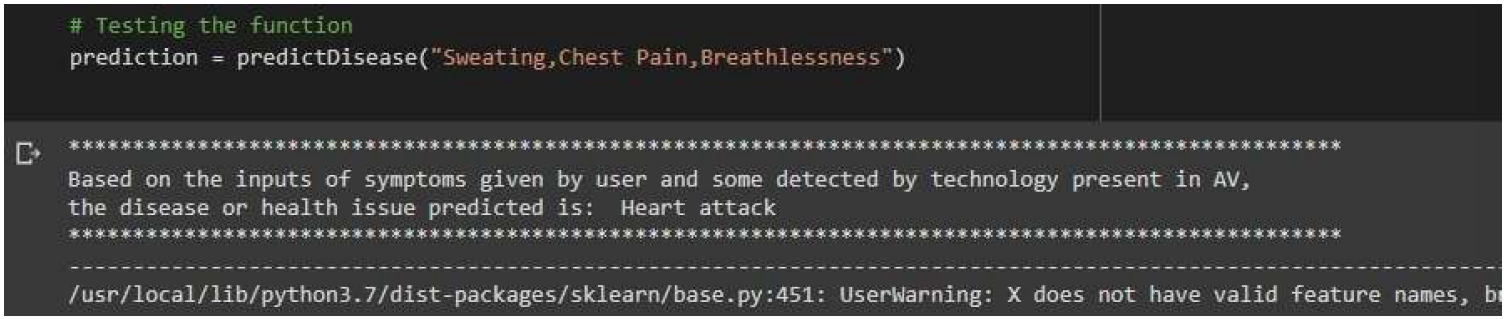 # Testing the function
prediction = predictDisease("Sweating,Chest Pain,Breathlessness")
**************************************************************************************************
Based on the inputs of symptoms given by user and some detected by technology present in AV,
the disease or health issue predicted is:  Heart attack
**************************************************************************************************
--------------------------------------------------------------------------------------------------------------
/usr/local/lib/python3.7/dist-packages/sklearn/base.py:451: UserWarning: X does not have valid feature names,